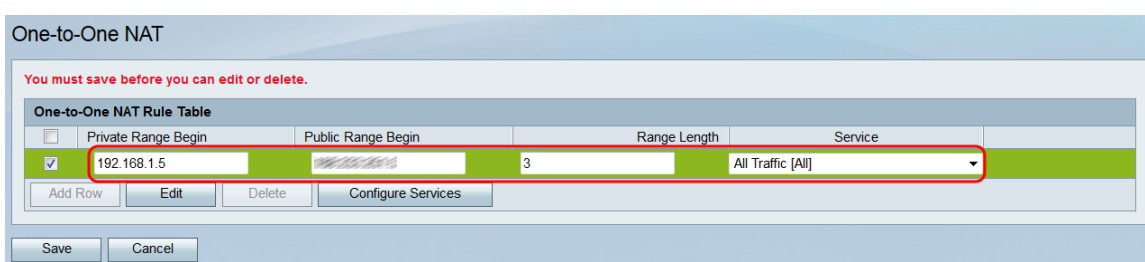 One-to-One NAT
You must save before you can edit or delete.
One-to-One NAT Rule Table
Private Range Begin Public Range Begin Range Length Service
192.168.1.5 3 All Traffic [All]
Add Row Edit Delete Configure Services
Save Cancel